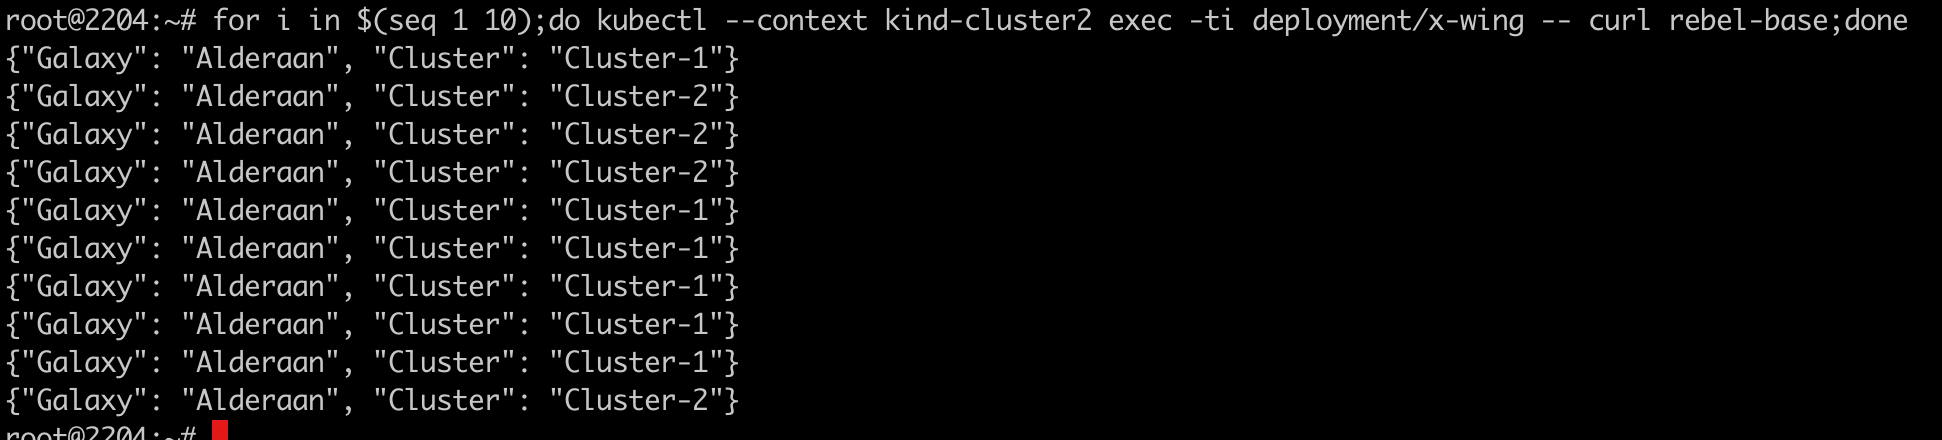 root@2204:~# for i in $(seq 1 10);do kubectl --context kind-cluster2 exec -ti deployment/x-wing -- curl rebel-base;done
{"Galaxy": "Alderaan", "Cluster": "Cluster-1"}
{"Galaxy": "Alderaan", "Cluster": "Cluster-2"}
{"Galaxy": "Alderaan", "Cluster": "Cluster-2"}
{"Galaxy": "Alderaan", "Cluster": "Cluster-2"}
{"Galaxy": "Alderaan", "Cluster": "Cluster-1"}
{"Galaxy": "Alderaan", "Cluster": "Cluster-1"}
{"Galaxy": "Alderaan", "Cluster": "Cluster-1"}
{"Galaxy": "Alderaan", "Cluster": "Cluster-1"}
{"Galaxy": "Alderaan", "Cluster": "Cluster-1"}
{"Galaxy": "Alderaan", "Cluster": "Cluster-2"}
root@2204:~#